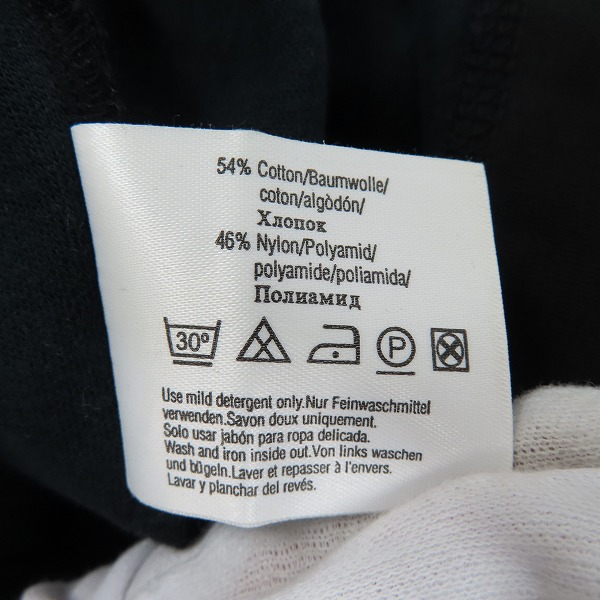 54% Cotton/Baumwolle/
coton/algòdón/
Хлопок
46% Nylon/Polyamid/
polyamide/poliamida/
Полиамид
30° P
Use mild detergent only.Nur Feinwaschmittel
verwenden.Savon doux uniquement.
Solo usar jabón para ropa delicada.
Wash and iron inside out.Von links waschen
und bügeln.Laver et repasser à l'envers.
Lavar y planchar del revés.